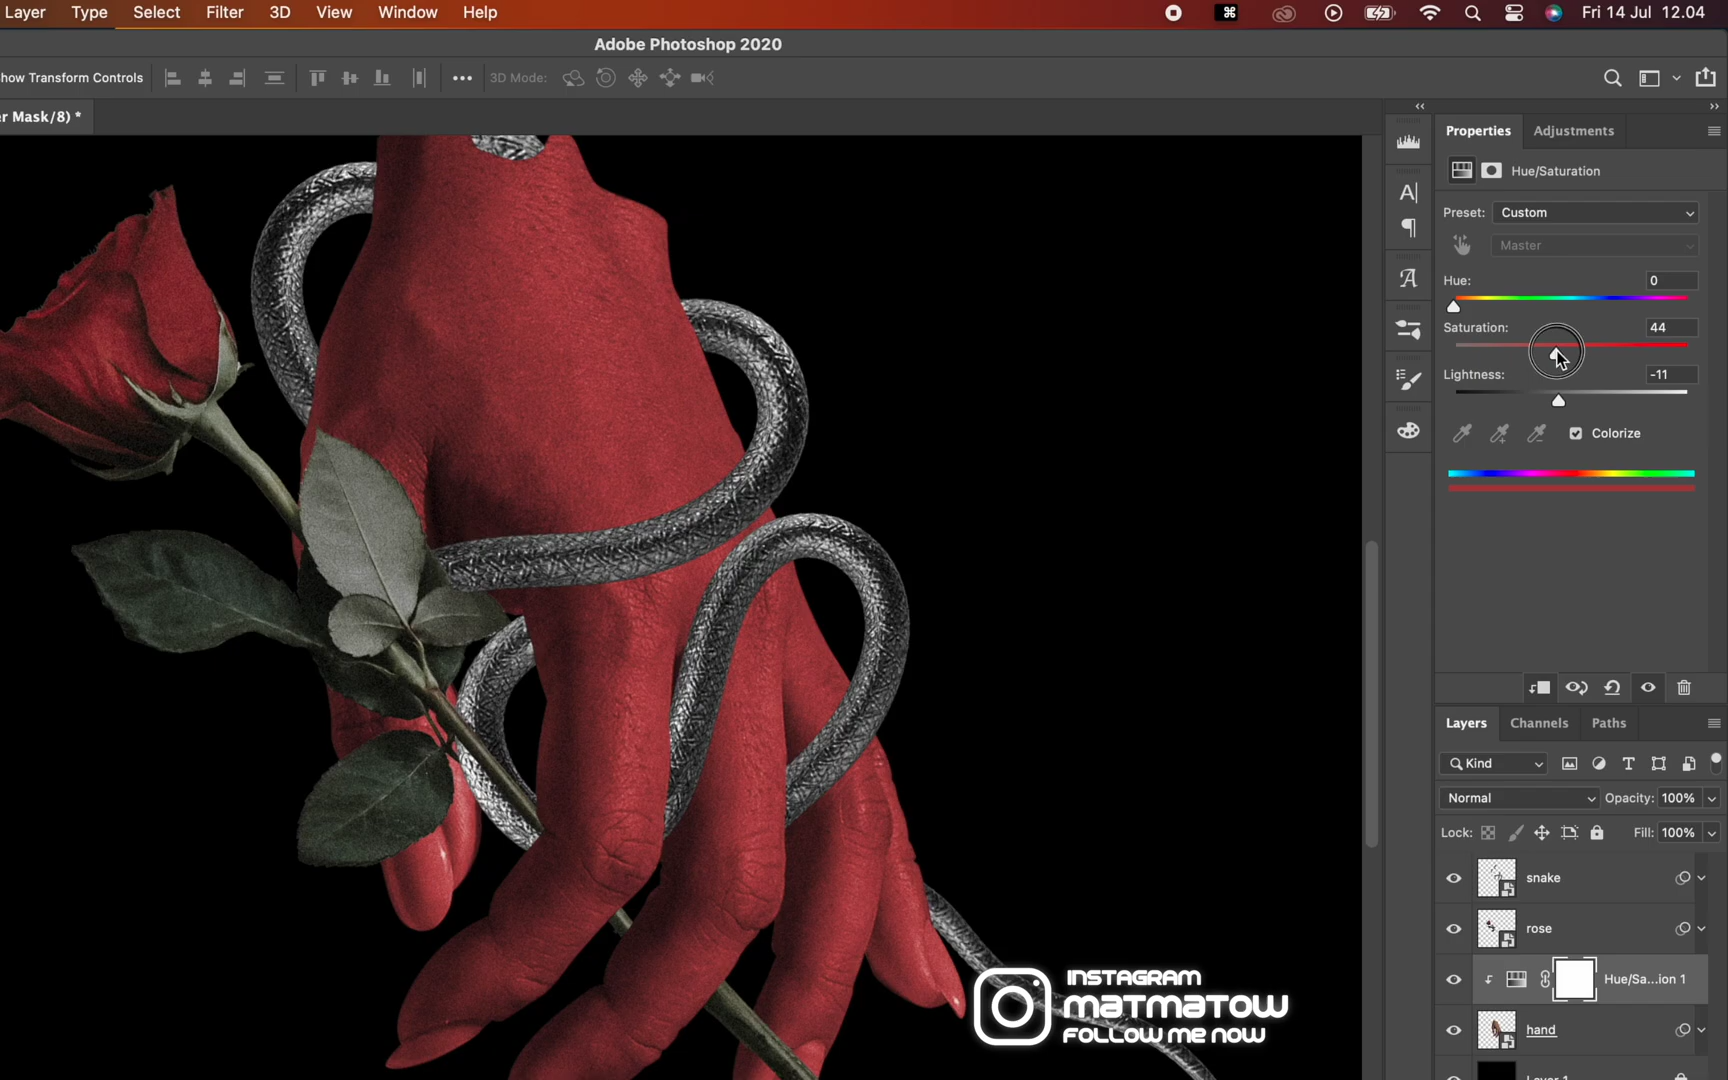 Layer Type Select Filter 3D View Window Help Fri 14 Jul 12.04
Adobe Photoshop 2020
how Transform Controls 3D Mode:
er Mask/8) *
Properties Adjustments
Hue/Saturation
Preset: Custom
Master
Hue: 0
Saturation: 44
Lightness: -11
Colorize
Layers Channels Paths
Kind
Normal Opacity: 100%
Lock: Fill: 100%
snake
rose
Hue/Sa...ion 1
hand
INSTAGRAM
MATMATOW
FOLLOW ME NOW